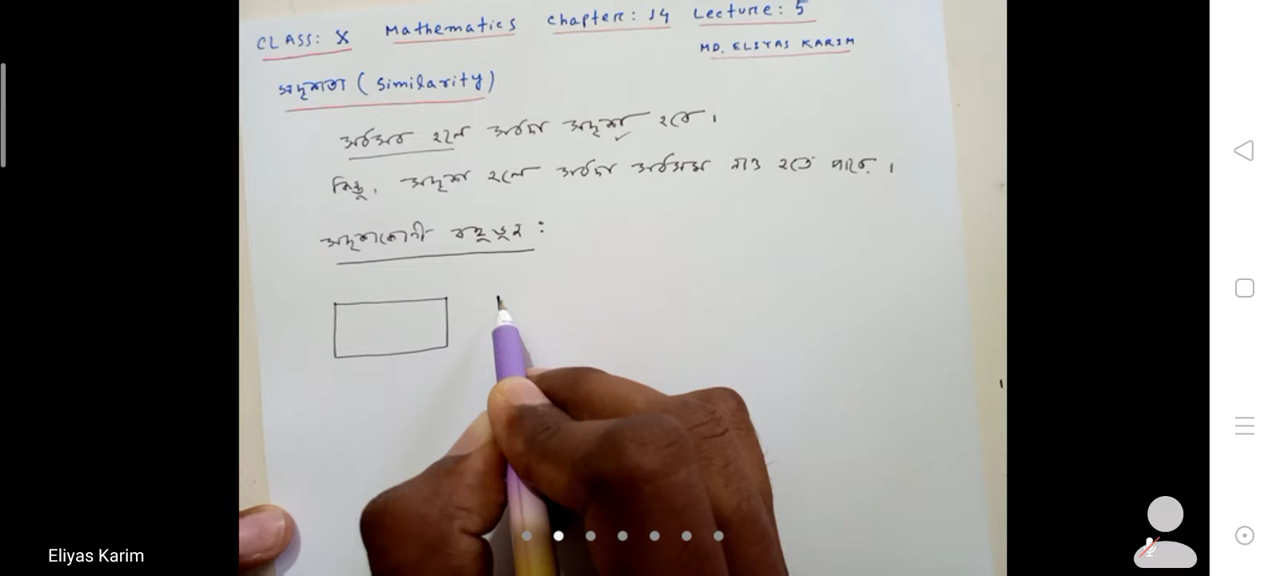 CLASS: X Mathematics Chapter: 14 Lecture: 5
MD. ELIYAS KARIM
সদৃশতা (Similarity)
সর্বসম হলে সর্বদা সদৃশ হবে।
কিন্তু, সদৃশ হলে সর্বদা সর্বসম নাও হতে পারে।
সদৃশকোণী বহুভুজ:
Eliyas Karim